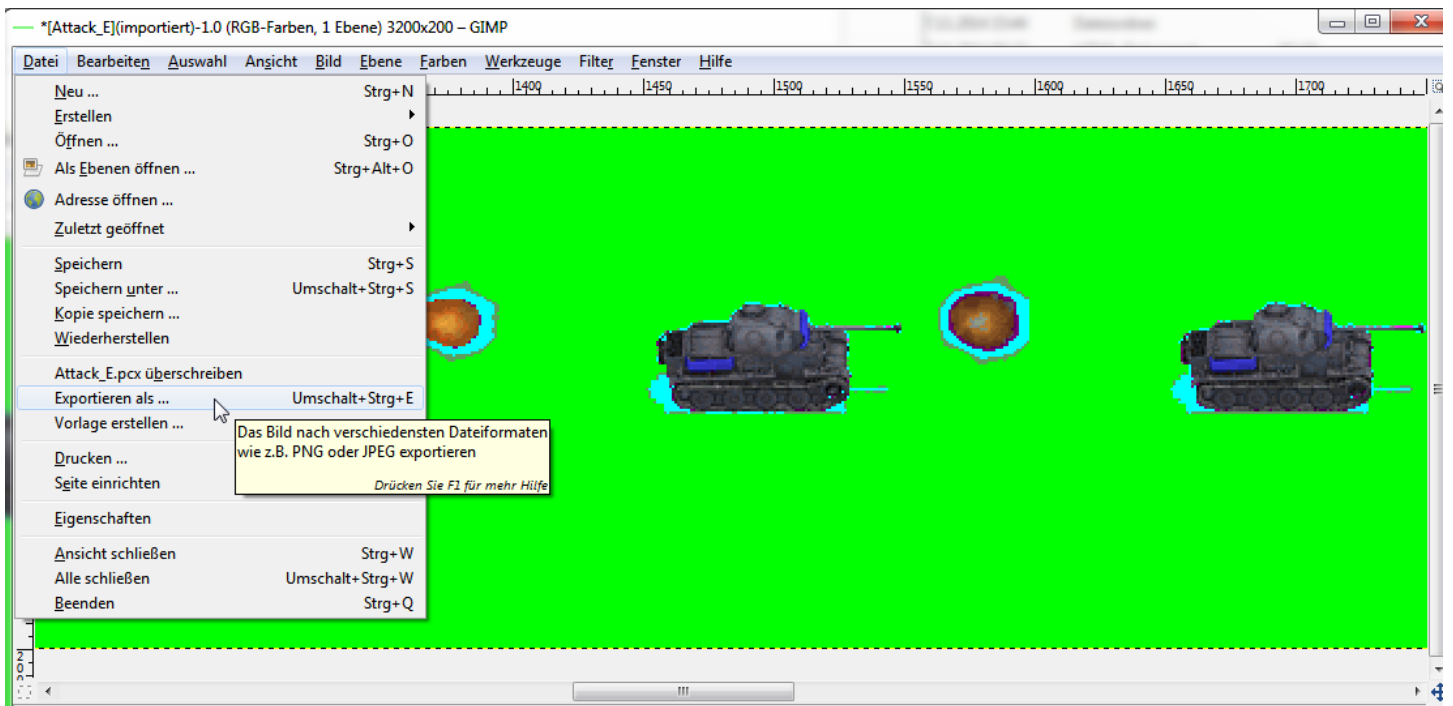 *[Attack_E](importiert)-1.0 (RGB-Farben, 1 Ebene) 3200x200 – GIMP
Datei Bearbeiten Auswahl Ansicht Bild Ebene Farben Werkzeuge Filter Fenster Hilfe
1400 1450 1500 1550 1600 1650 1700
Neu ... Strg+N
Erstellen
Öffnen ... Strg+O
Als Ebenen öffnen ... Strg+Alt+O
Adresse öffnen ...
Zuletzt geöffnet
Speichern Strg+S
Speichern unter ... Umschalt+Strg+S
Kopie speichern ...
Wiederherstellen
Attack_E.pcx überschreiben
Exportieren als ... Umschalt+Strg+E
Vorlage erstellen ...
Das Bild nach verschiedensten Dateiformaten
wie z.B. PNG oder JPEG exportieren
Drücken Sie F1 für mehr Hilfe
Drucken ...
Seite einrichten
Eigenschaften
Ansicht schließen Strg+W
Alle schließen Umschalt+Strg+W
Beenden Strg+Q